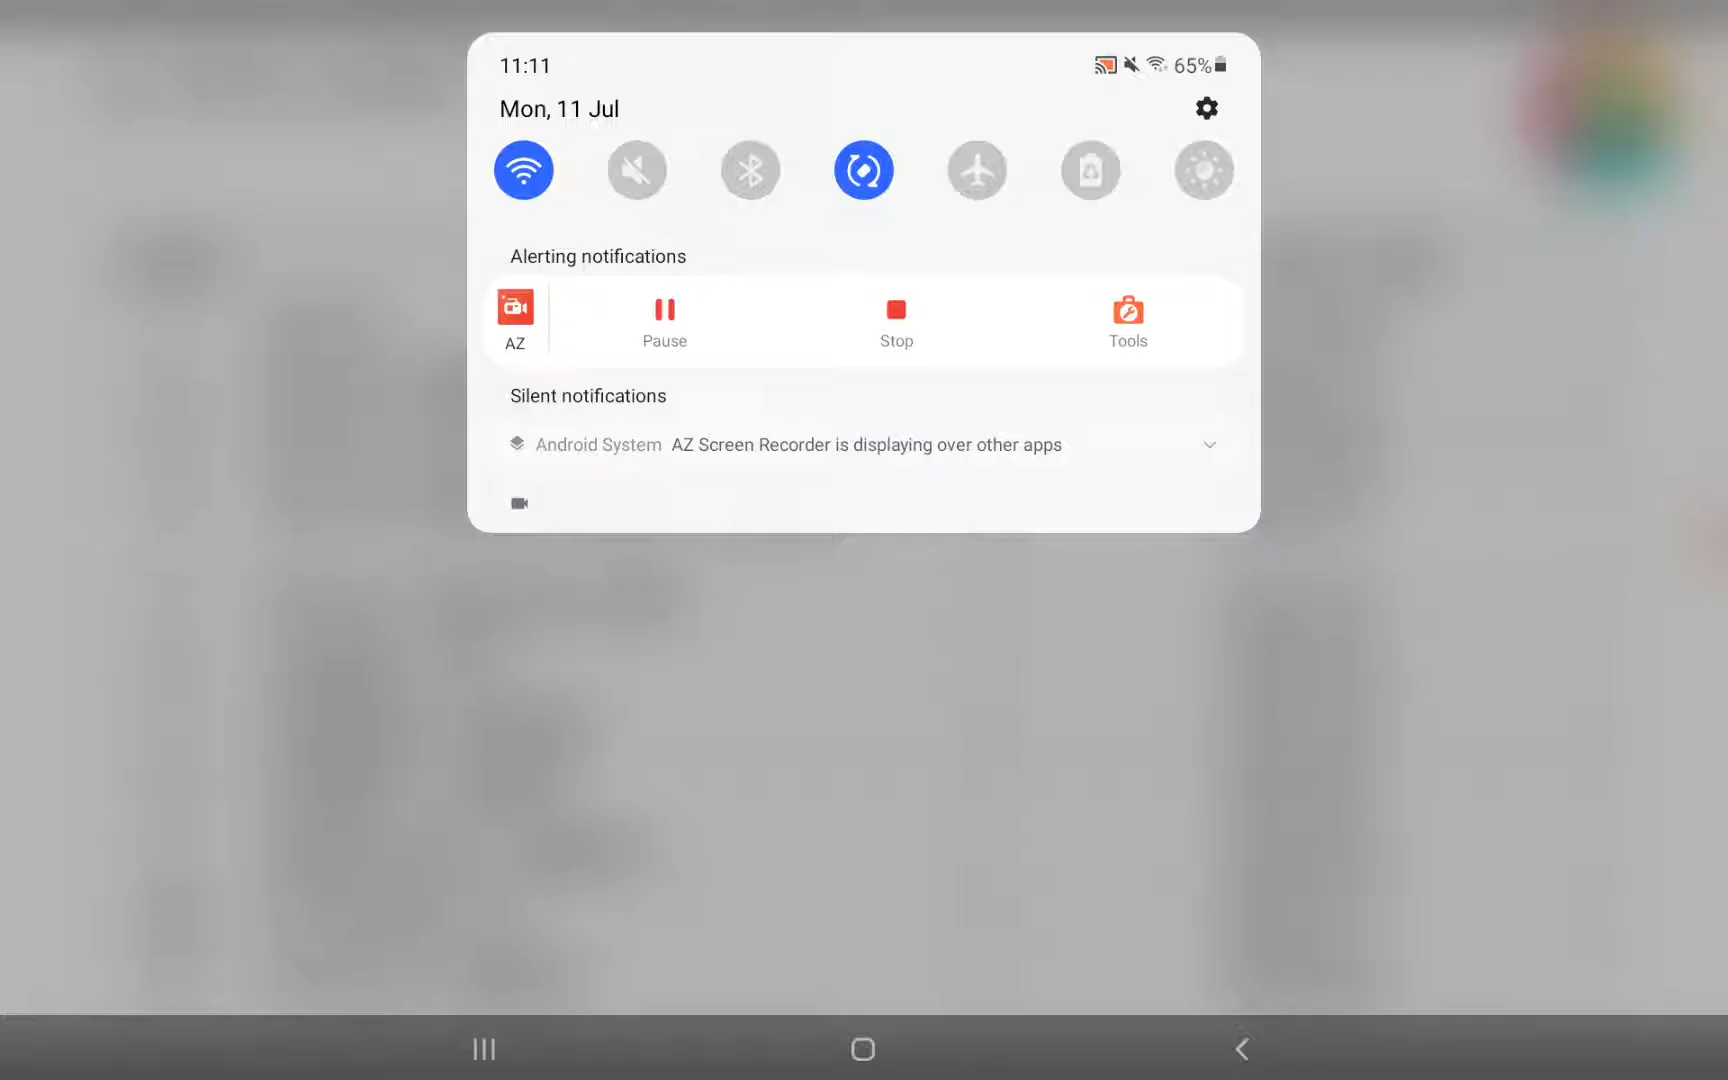 11:11
65%
Mon, 11 Jul
Alerting notifications
AZ
Pause
Stop
Tools
Silent notifications
Android System AZ Screen Recorder is displaying over other apps